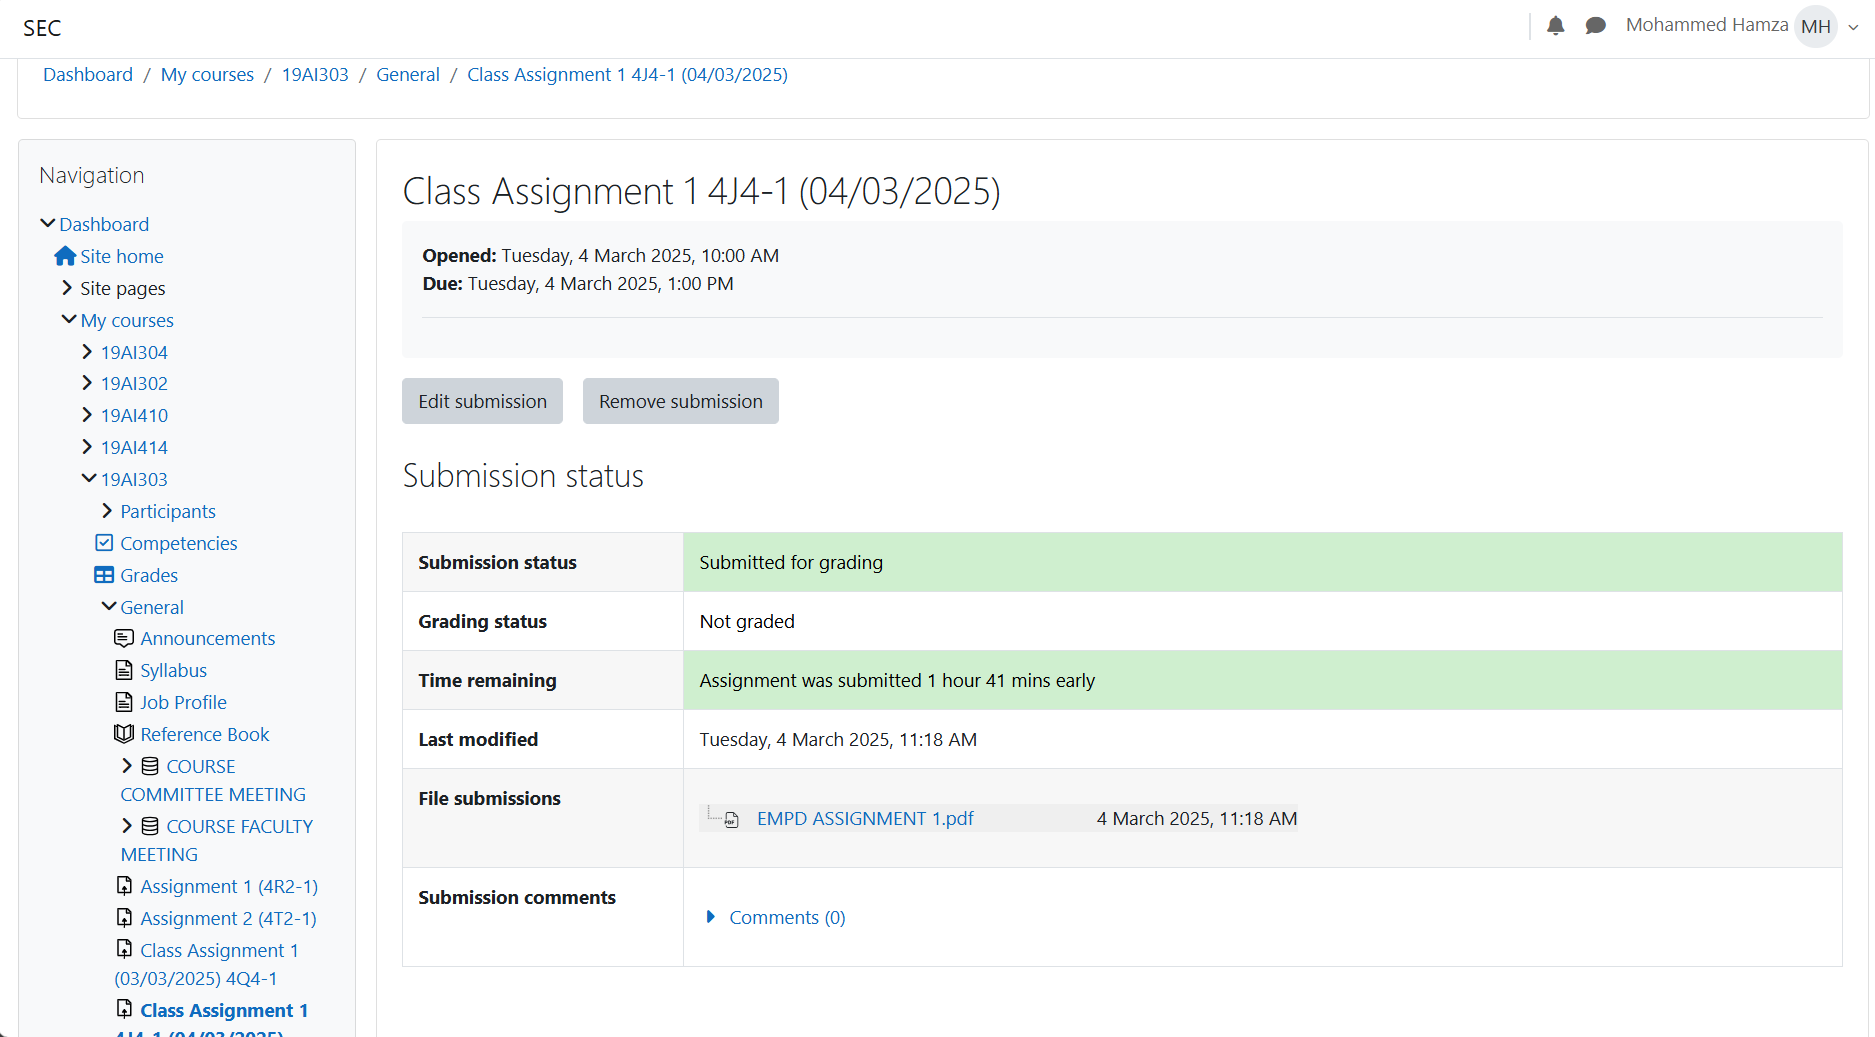 SEC
Mohammed Hamza MH
Dashboard / My courses / 19AI303 / General / Class Assignment 1 4J4-1 (04/03/2025)
Navigation
Dashboard
Site home
Site pages
My courses
19AI304
19AI302
19AI410
19AI414
19AI303
Participants
Competencies
Grades
General
Announcements
Syllabus
Job Profile
Reference Book
COURSE
COMMITTEE MEETING
COURSE FACULTY
MEETING
Assignment 1 (4R2-1)
Assignment 2 (4T2-1)
Class Assignment 1
(03/03/2025) 4Q4-1
Class Assignment 1
4J4-1 (04/03/2025)
Class Assignment 1 4J4-1 (04/03/2025)
Opened: Tuesday, 4 March 2025, 10:00 AM
Due: Tuesday, 4 March 2025, 1:00 PM
Edit submission Remove submission
Submission status
Submission status Submitted for grading
Grading status Not graded
Time remaining Assignment was submitted 1 hour 41 mins early
Last modified Tuesday, 4 March 2025, 11:18 AM
File submissions EMPD ASSIGNMENT 1.pdf 4 March 2025, 11:18 AM
Submission comments Comments (0)